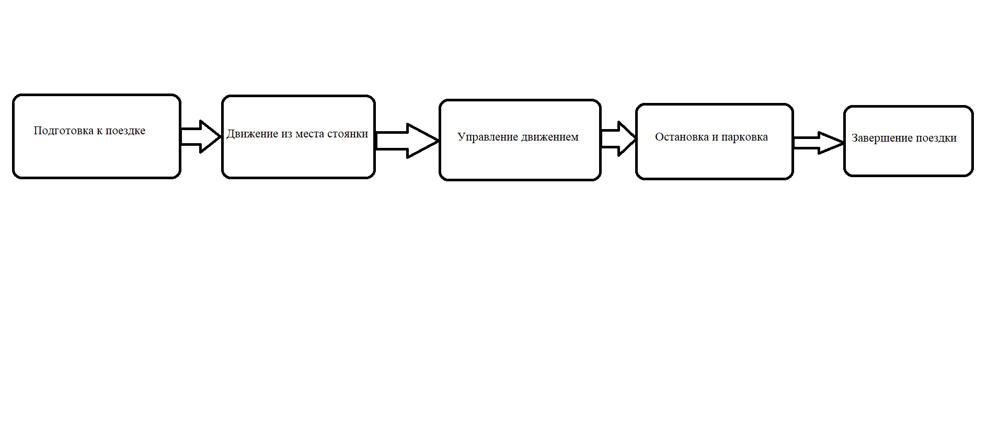 Подготовка к поездке
Движение из места стоянки
Управление движением
Остановка и парковка
Завершение поездки